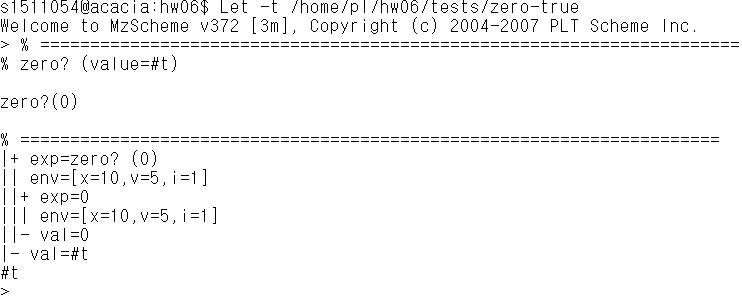 s1511054@acacia:hw06$ Let -t /home/pl/hw06/tests/zero-true
Welcome to MzScheme v372 [3m], Copyright (c) 2004-2007 PLT Scheme Inc.
> % ======================================================================
% zero? (value=#t)
zero?(0)
% ======================================================================
|+ exp=zero? (0)
|| env=[x=10,v=5,i=1]
||+ exp=0
||| env=[x=10,v=5,i=1]
||- val=0
|- val=#t
#t
>